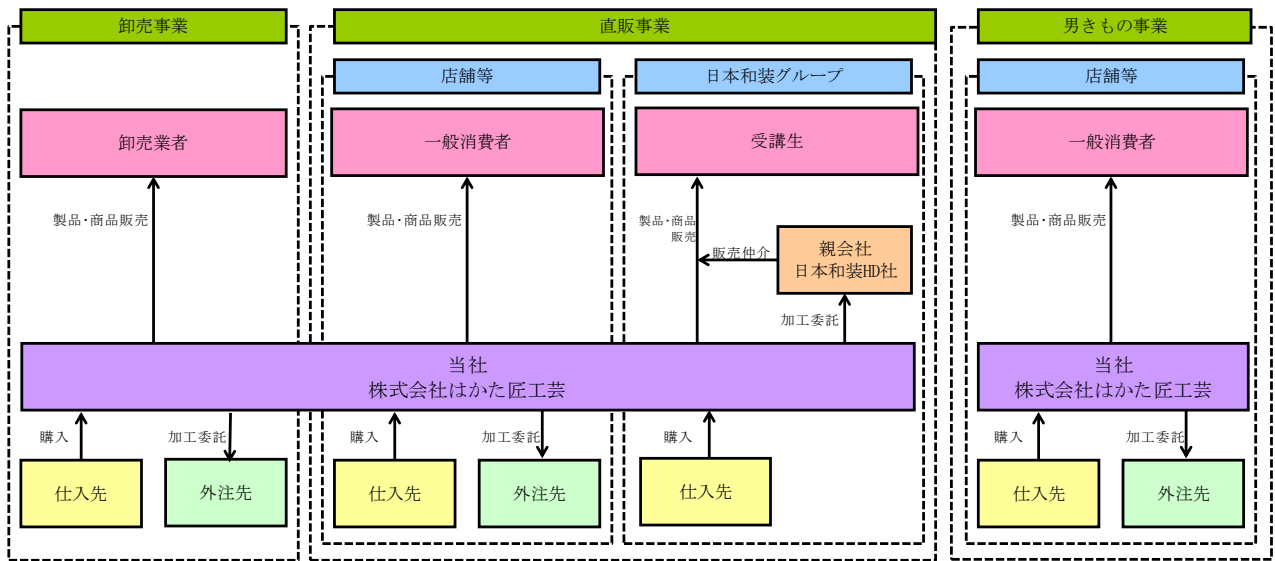 卸売事業
直販事業
男きもの事業
店舗等
日本和装グループ
店舗等
卸売業者
一般消費者
受講生
一般消費者
製品・商品販売
製品・商品販売
製品・商品
販売
製品・商品販売
販売仲介
親会社
日本和装HD社
加工委託
当社
株式会社はかた匠工芸
当社
株式会社はかた匠工芸
購入
加工委託
購入
加工委託
購入
購入
加工委託
仕入先
外注先
仕入先
外注先
仕入先
仕入先
外注先